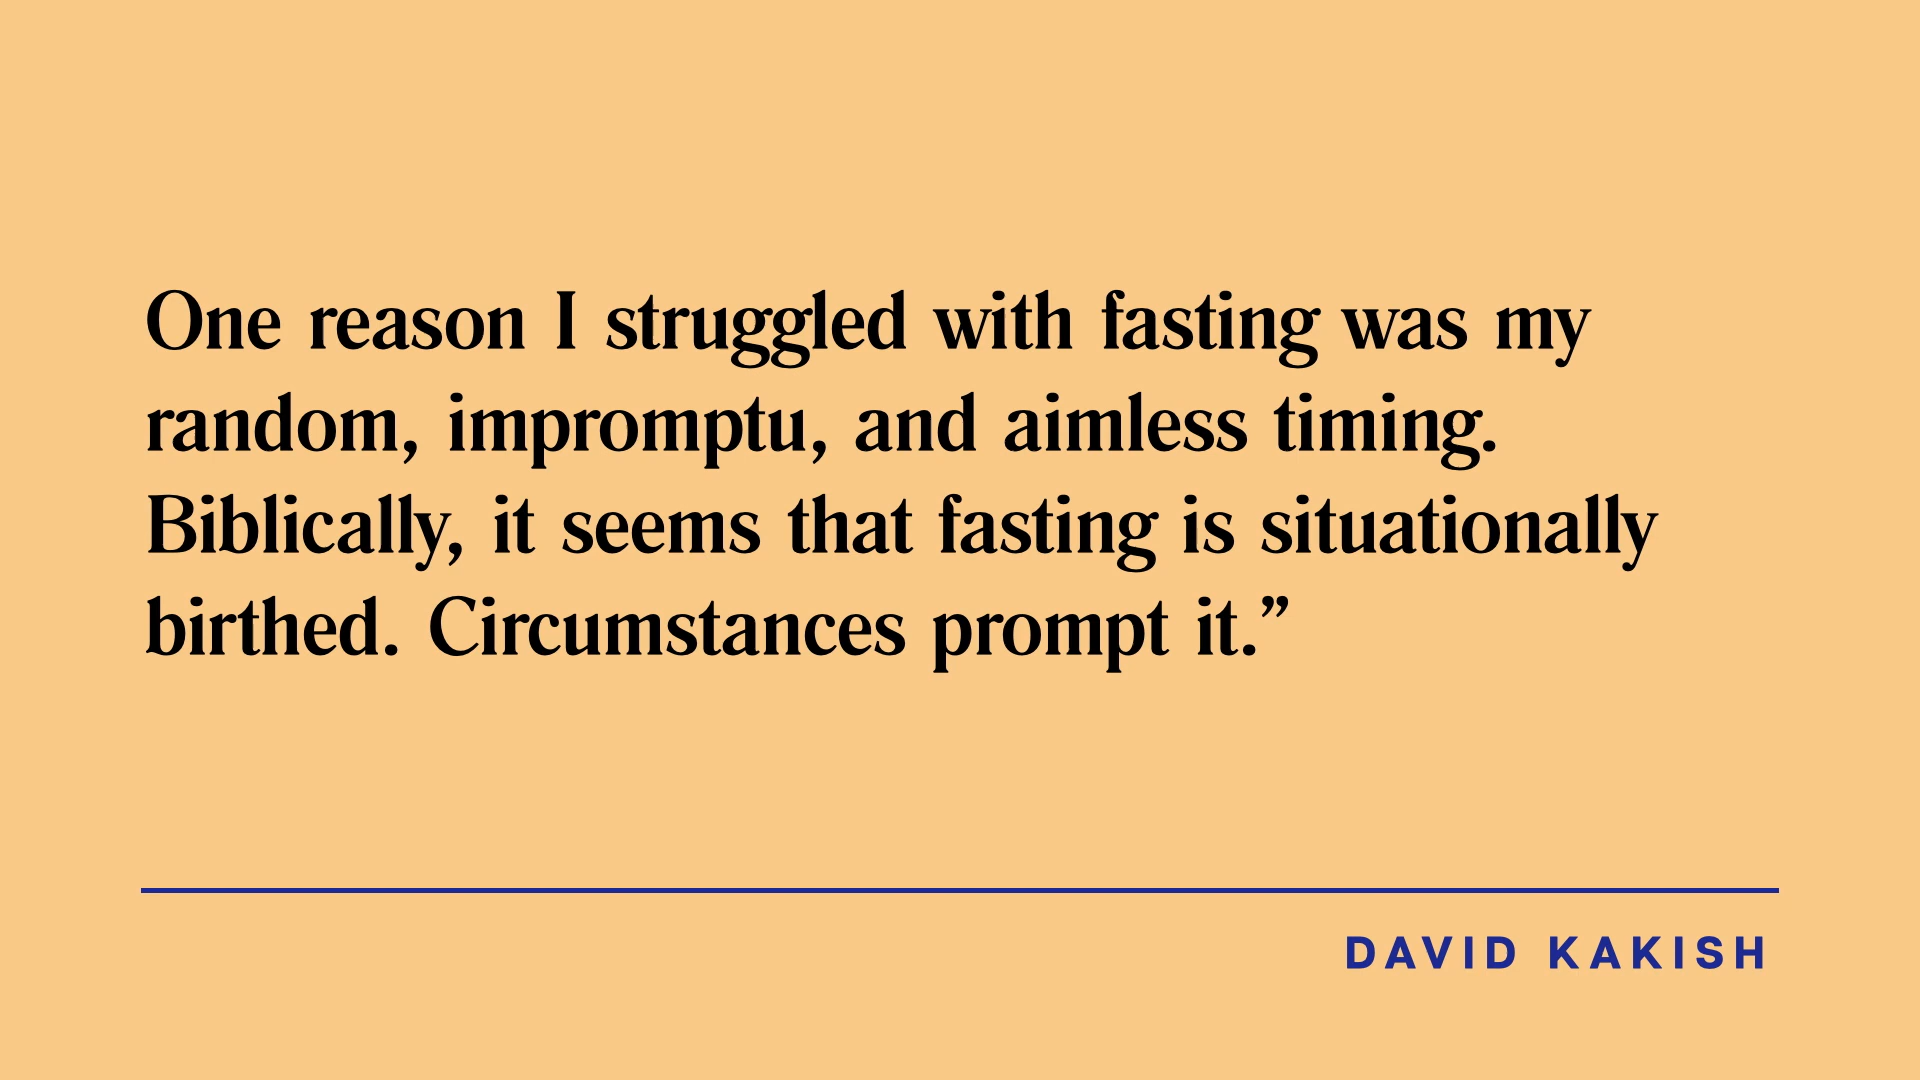 One reason I struggled with fasting was my
random, impromptu, and aimless timing.
Biblically, it seems that fasting is situationally
birthed. Circumstances prompt it.”
DAVID KAKISH